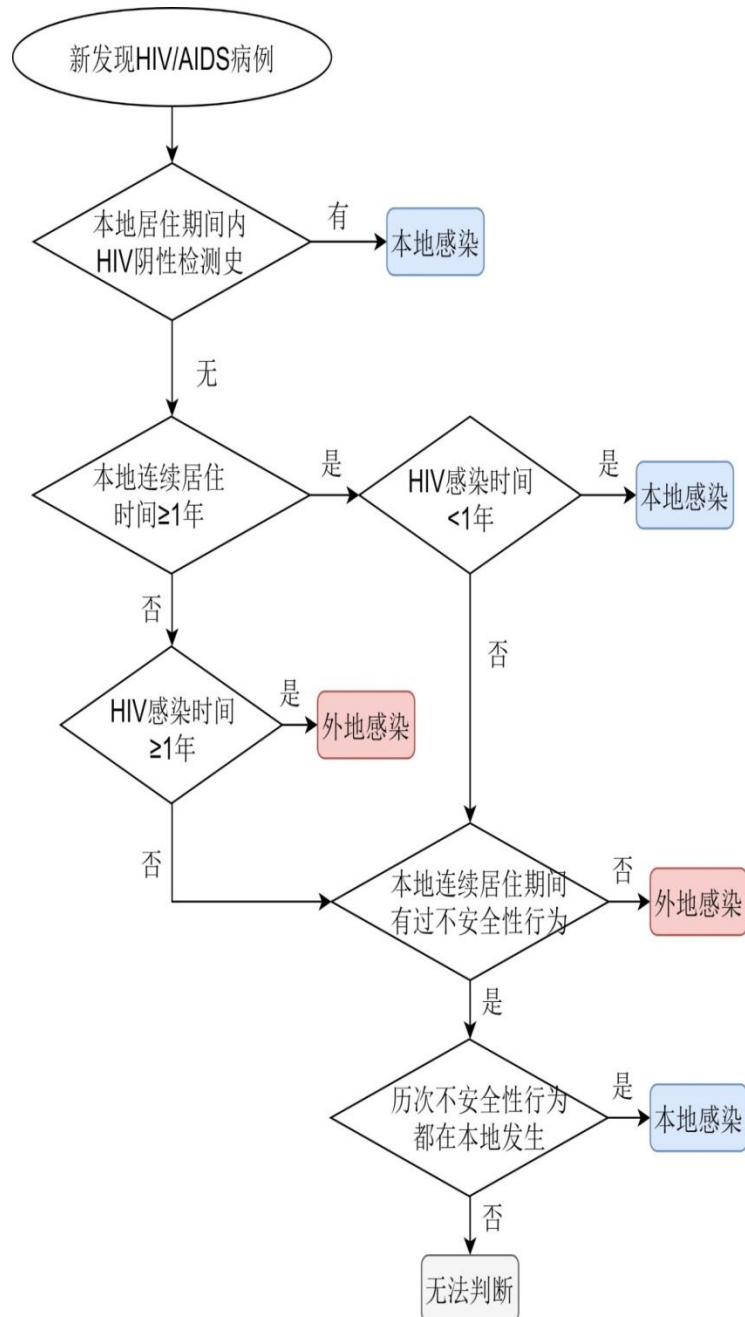 新发现HIV/AIDS病例
本地居住期间内
HIV阴性检测史
有
本地感染
无
本地连续居住
时间≥1年
是
HIV感染时间
<1年
是
本地感染
否
HIV感染时间
≥1年
是
外地感染
否
否
本地连续居住期间
有过不安全性行为
否
外地感染
是
历次不安全性行为
都在本地发生
是
本地感染
否
无法判断